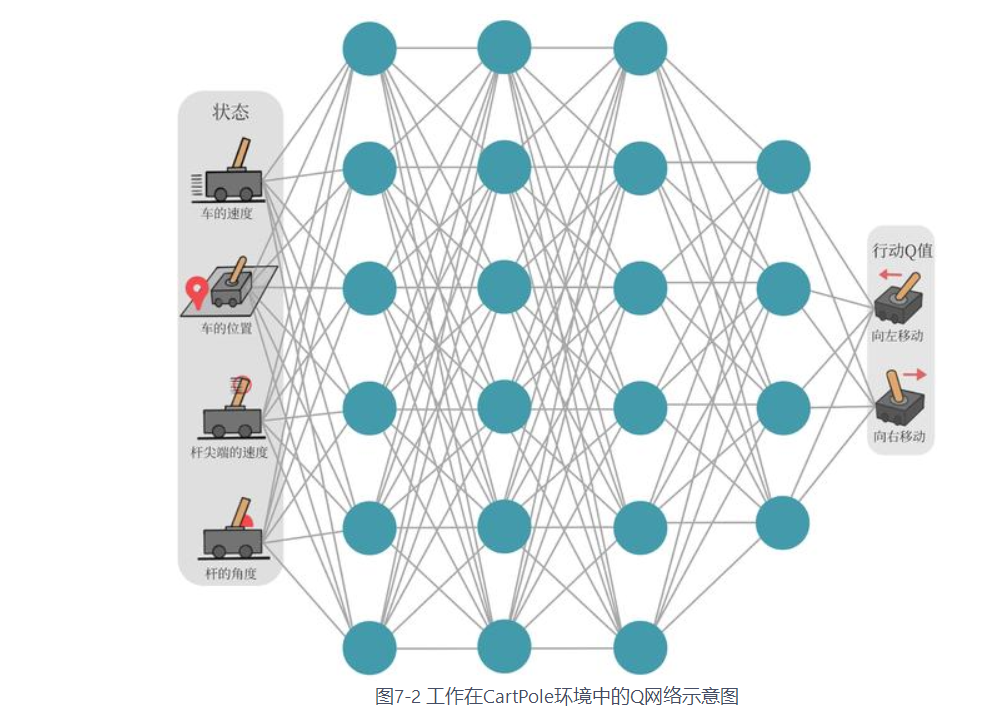 状态
车的速度
车的位置
杆尖端的速度
杆的角度
行动Q值
向左移动
向右移动
图7-2 工作在CartPole环境中的Q网络示意图